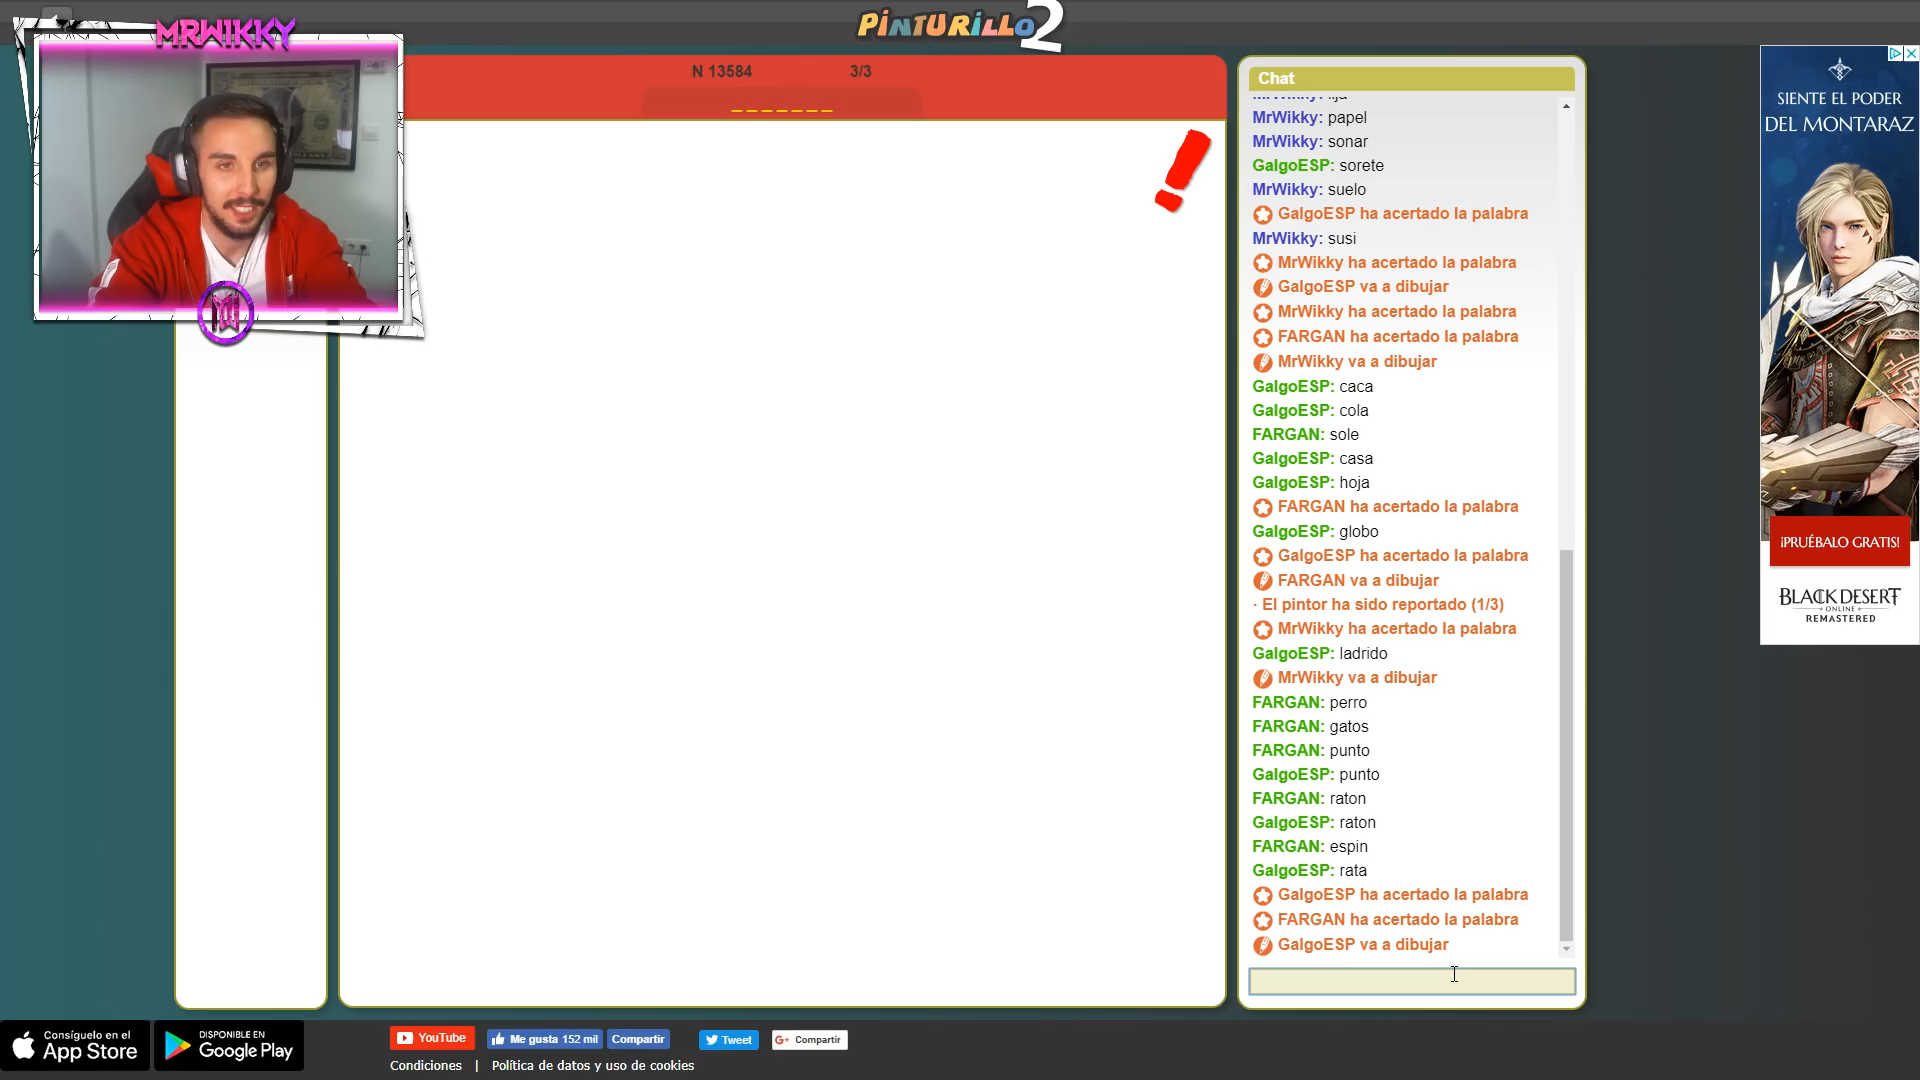 MRWIKKY
PINTURILLO 2
N 13584 3/3
_ _ _ _ _ _ _
Chat
MrWikky: lija
MrWikky: papel
MrWikky: sonar
GalgoESP: sorete
MrWikky: suelo
GalgoESP ha acertado la palabra
MrWikky: susi
MrWikky ha acertado la palabra
GalgoESP va a dibujar
MrWikky ha acertado la palabra
FARGAN ha acertado la palabra
MrWikky va a dibujar
GalgoESP: caca
GalgoESP: cola
FARGAN: sole
GalgoESP: casa
GalgoESP: hoja
FARGAN ha acertado la palabra
GalgoESP: globo
GalgoESP ha acertado la palabra
FARGAN va a dibujar
· El pintor ha sido reportado (1/3)
MrWikky ha acertado la palabra
GalgoESP: ladrido
MrWikky va a dibujar
FARGAN: perro
FARGAN: gatos
FARGAN: punto
GalgoESP: punto
FARGAN: raton
GalgoESP: raton
FARGAN: espin
GalgoESP: rata
GalgoESP ha acertado la palabra
FARGAN ha acertado la palabra
GalgoESP va a dibujar
SIENTE EL PODER
DEL MONTARAZ
¡PRUÉBALO GRATIS!
BLACK DESERT
ONLINE
REMASTERED
Consíguelo en el
App Store
DISPONIBLE EN
Google Play
YouTube
Me gusta 152 mil
Compartir
Tweet
G+ Compartir
Condiciones | Política de datos y uso de cookies